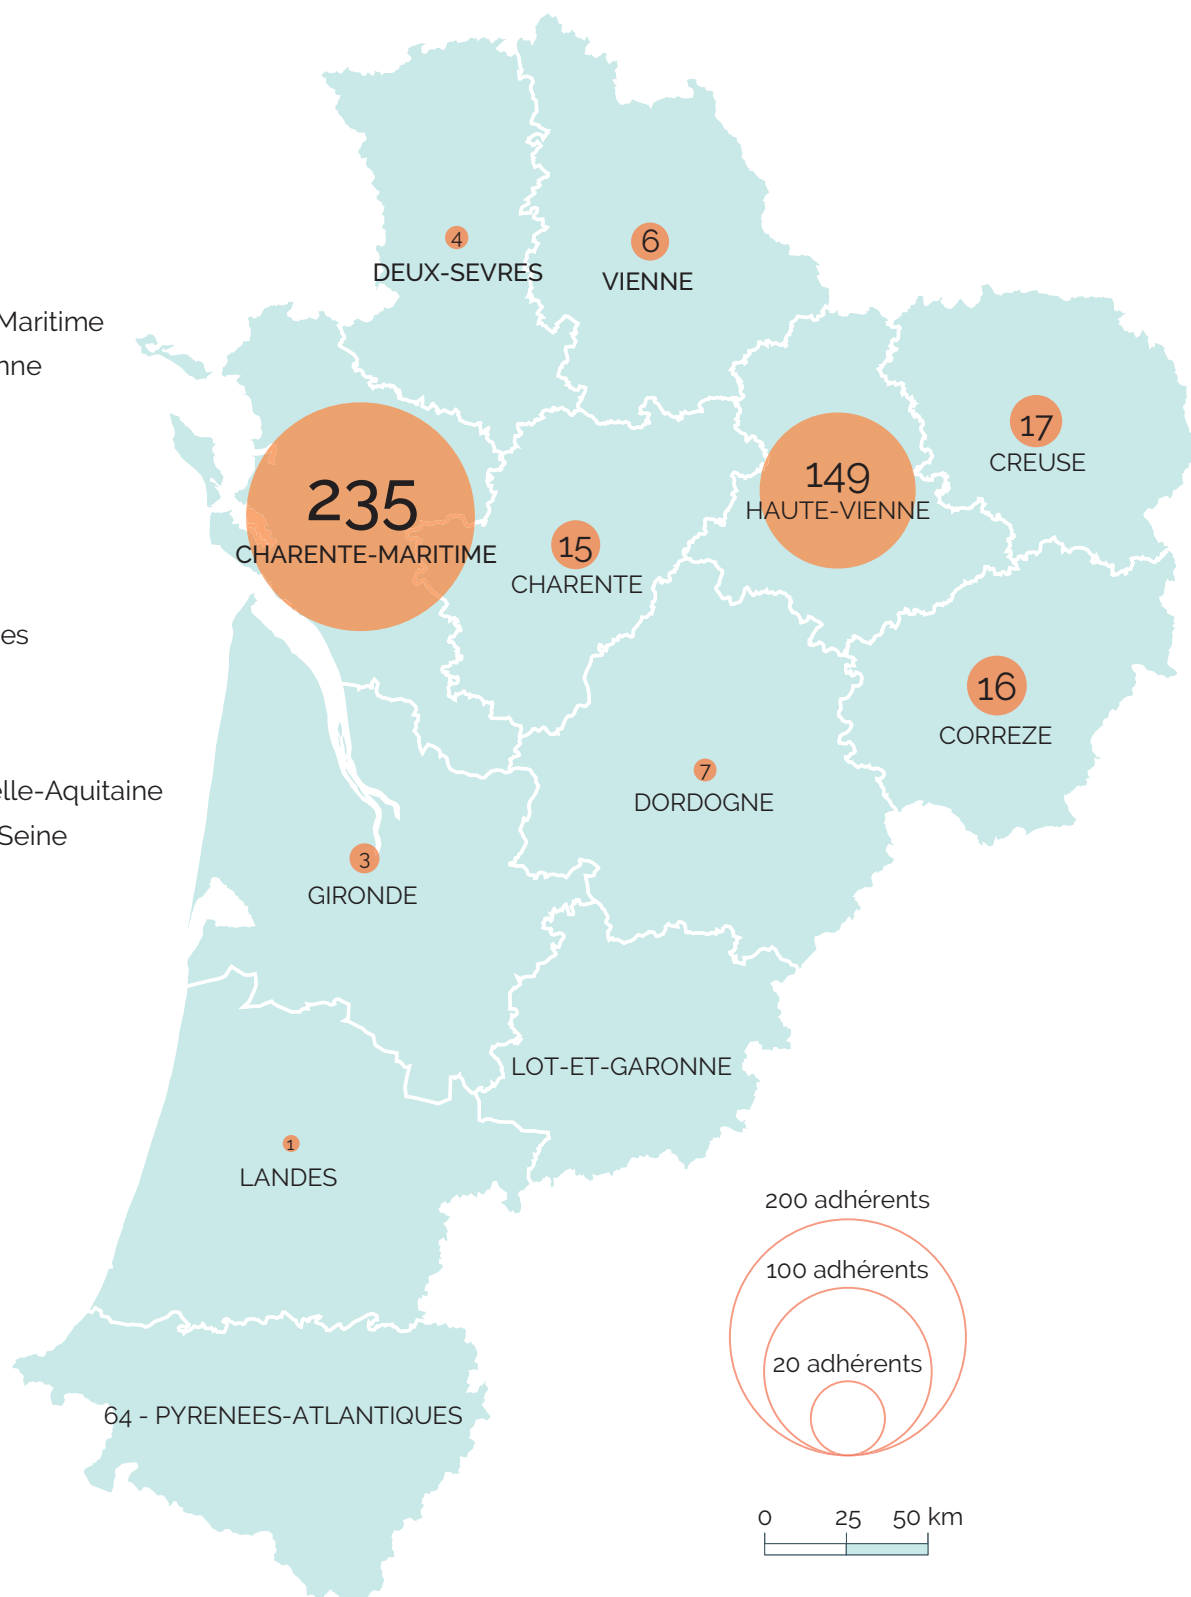 4
DEUX-SEVRES
6
VIENNE
Maritime
nne
17
CREUSE
149
HAUTE-VIENNE
235
CHARENTE-MARITIME
15
CHARENTE
es
16
CORREZE
7
DORDOGNE
elle-Aquitaine
Seine
3
GIRONDE
LOT-ET-GARONNE
1
LANDES
200 adhérents
100 adhérents
20 adhérents
64 - PYRENEES-ATLANTIQUES
0 25 50 km